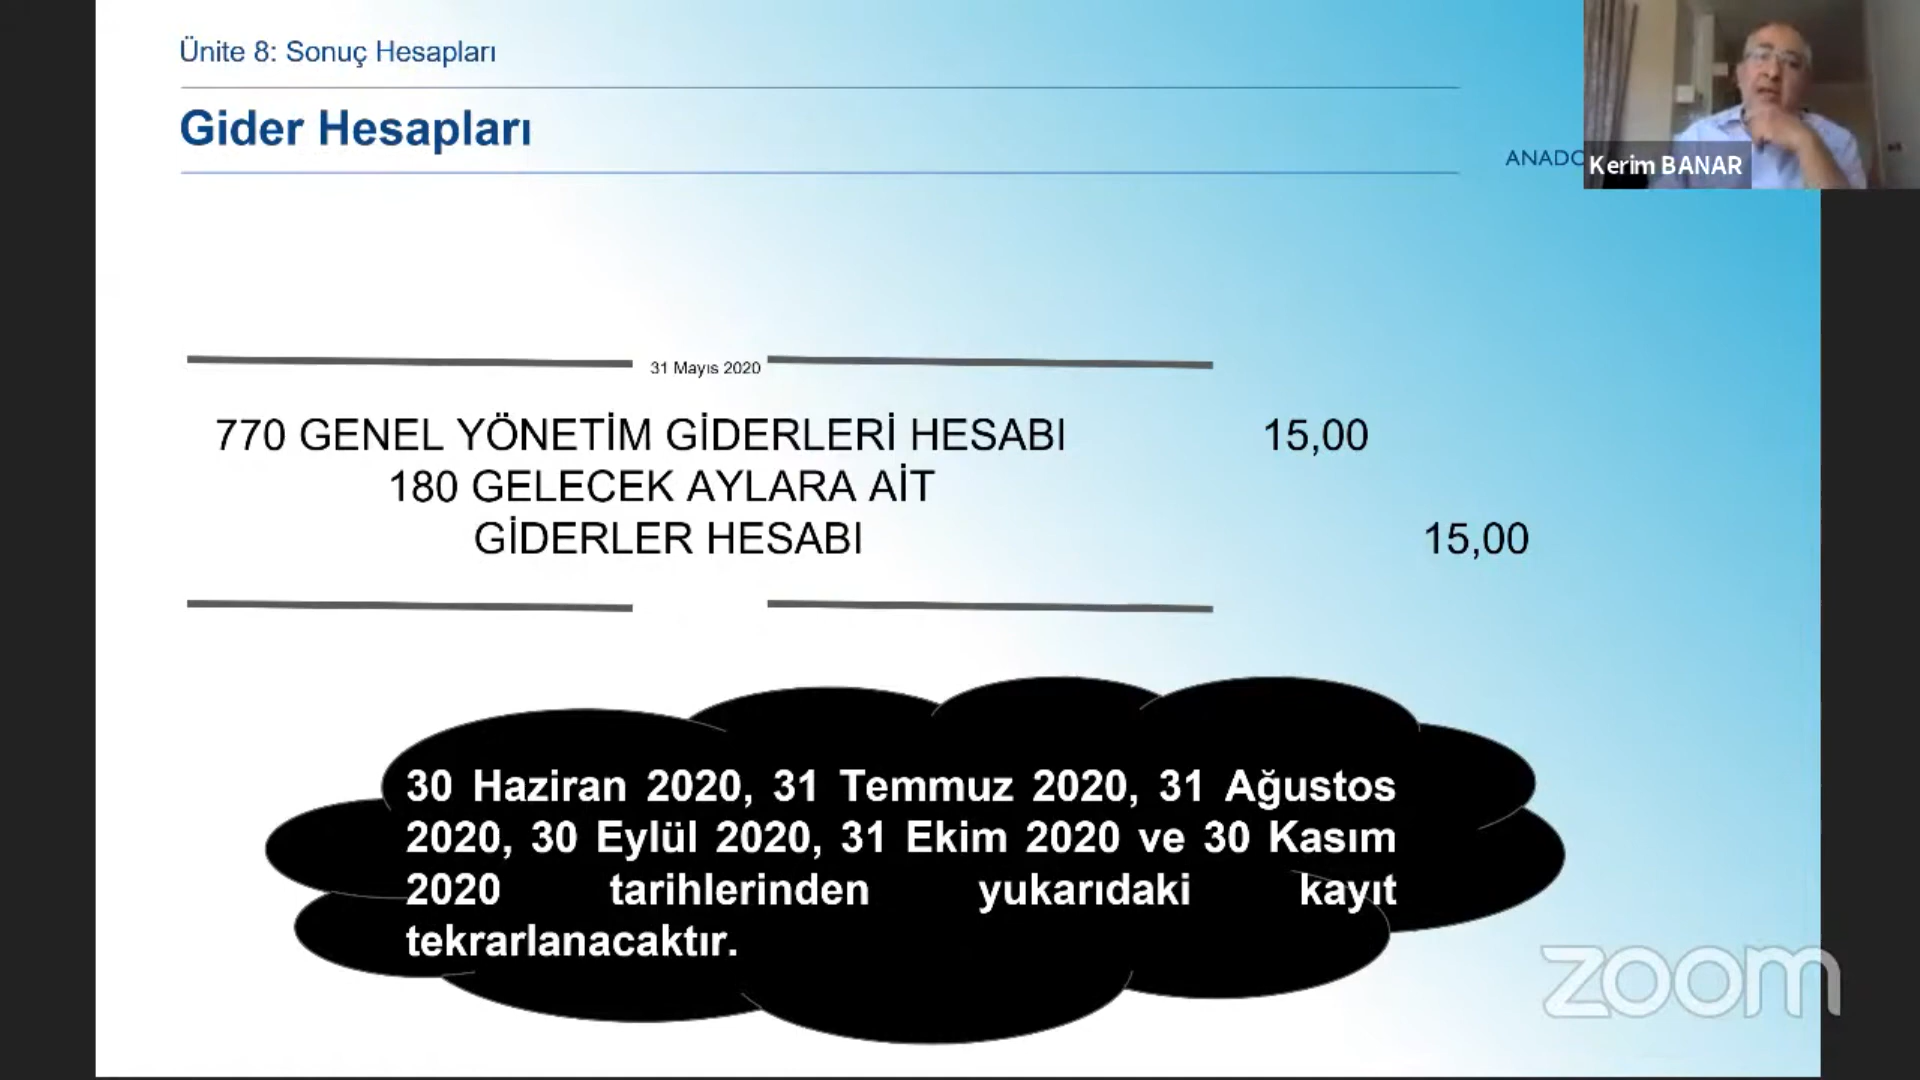 Ünite 8: Sonuç Hesapları
Gider Hesapları
ANADO
Kerim BANAR
31 Mayıs 2020
770 GENEL YÖNETİM GİDERLERİ HESABI 15,00
180 GELECEK AYLARA AİT
GİDERLER HESABI 15,00
30 Haziran 2020, 31 Temmuz 2020, 31 Ağustos
2020, 30 Eylül 2020, 31 Ekim 2020 ve 30 Kasım
2020 tarihlerinden yukarıdaki kayıt
tekrarlanacaktır.
zoom